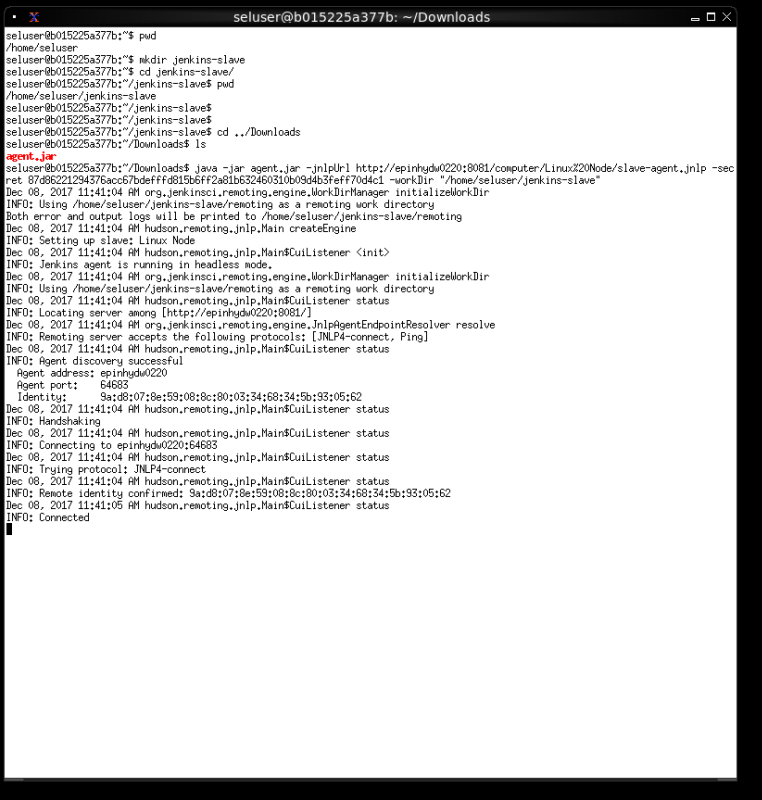 seluser@b015225a377b: ~/Downloads
seluser@b015225a377b:~$ pwd
/home/seluser
seluser@b015225a377b:~$ mkdir jenkins-slave
seluser@b015225a377b:~$ cd jenkins-slave/
seluser@b015225a377b:~/jenkins-slave$ pwd
/home/seluser/jenkins-slave
seluser@b015225a377b:~/jenkins-slave$
seluser@b015225a377b:~/jenkins-slave$
seluser@b015225a377b:~/jenkins-slave$ cd ../Downloads
seluser@b015225a377b:~/Downloads$ ls
agent.jar
seluser@b015225a377b:~/Downloads$ java -jar agent.jar -jnlpUrl http://epinhydw0220:8081/computer/Linux%20Node/slave-agent.jnlp -sec
ret 87d86221294376acc67bdefffd815b6ff2a81b632460310b09d4b3feff70d4c1 -workDir "/home/seluser/jenkins-slave"
Dec 08, 2017 11:41:04 AM org.jenkinsci.remoting.engine.WorkDirManager initializeWorkDir
INFO: Using /home/seluser/jenkins-slave/remoting as a remoting work directory
Both error and output logs will be printed to /home/seluser/jenkins-slave/remoting
Dec 08, 2017 11:41:04 AM hudson.remoting.jnlp.Main createEngine
INFO: Setting up slave: Linux Node
Dec 08, 2017 11:41:04 AM hudson.remoting.jnlp.Main$CuiListener <init>
INFO: Jenkins agent is running in headless mode.
Dec 08, 2017 11:41:04 AM org.jenkinsci.remoting.engine.WorkDirManager initializeWorkDir
INFO: Using /home/seluser/jenkins-slave/remoting as a remoting work directory
Dec 08, 2017 11:41:04 AM hudson.remoting.jnlp.Main$CuiListener status
INFO: Locating server among [http://epinhydw0220:8081/]
Dec 08, 2017 11:41:04 AM org.jenkinsci.remoting.engine.JnlpAgentEndpointResolver resolve
INFO: Remoting server accepts the following protocols: [JNLP4-connect, Ping]
Dec 08, 2017 11:41:04 AM hudson.remoting.jnlp.Main$CuiListener status
INFO: Agent discovery successful
  Agent address: epinhydw0220
  Agent port:    64683
  Identity:      9a:d8:07:8e:59:08:8c:80:03:34:68:34:5b:93:05:62
Dec 08, 2017 11:41:04 AM hudson.remoting.jnlp.Main$CuiListener status
INFO: Handshaking
Dec 08, 2017 11:41:04 AM hudson.remoting.jnlp.Main$CuiListener status
INFO: Connecting to epinhydw0220:64683
Dec 08, 2017 11:41:04 AM hudson.remoting.jnlp.Main$CuiListener status
INFO: Trying protocol: JNLP4-connect
Dec 08, 2017 11:41:04 AM hudson.remoting.jnlp.Main$CuiListener status
INFO: Remote identity confirmed: 9a:d8:07:8e:59:08:8c:80:03:34:68:34:5b:93:05:62
Dec 08, 2017 11:41:05 AM hudson.remoting.jnlp.Main$CuiListener status
INFO: Connected